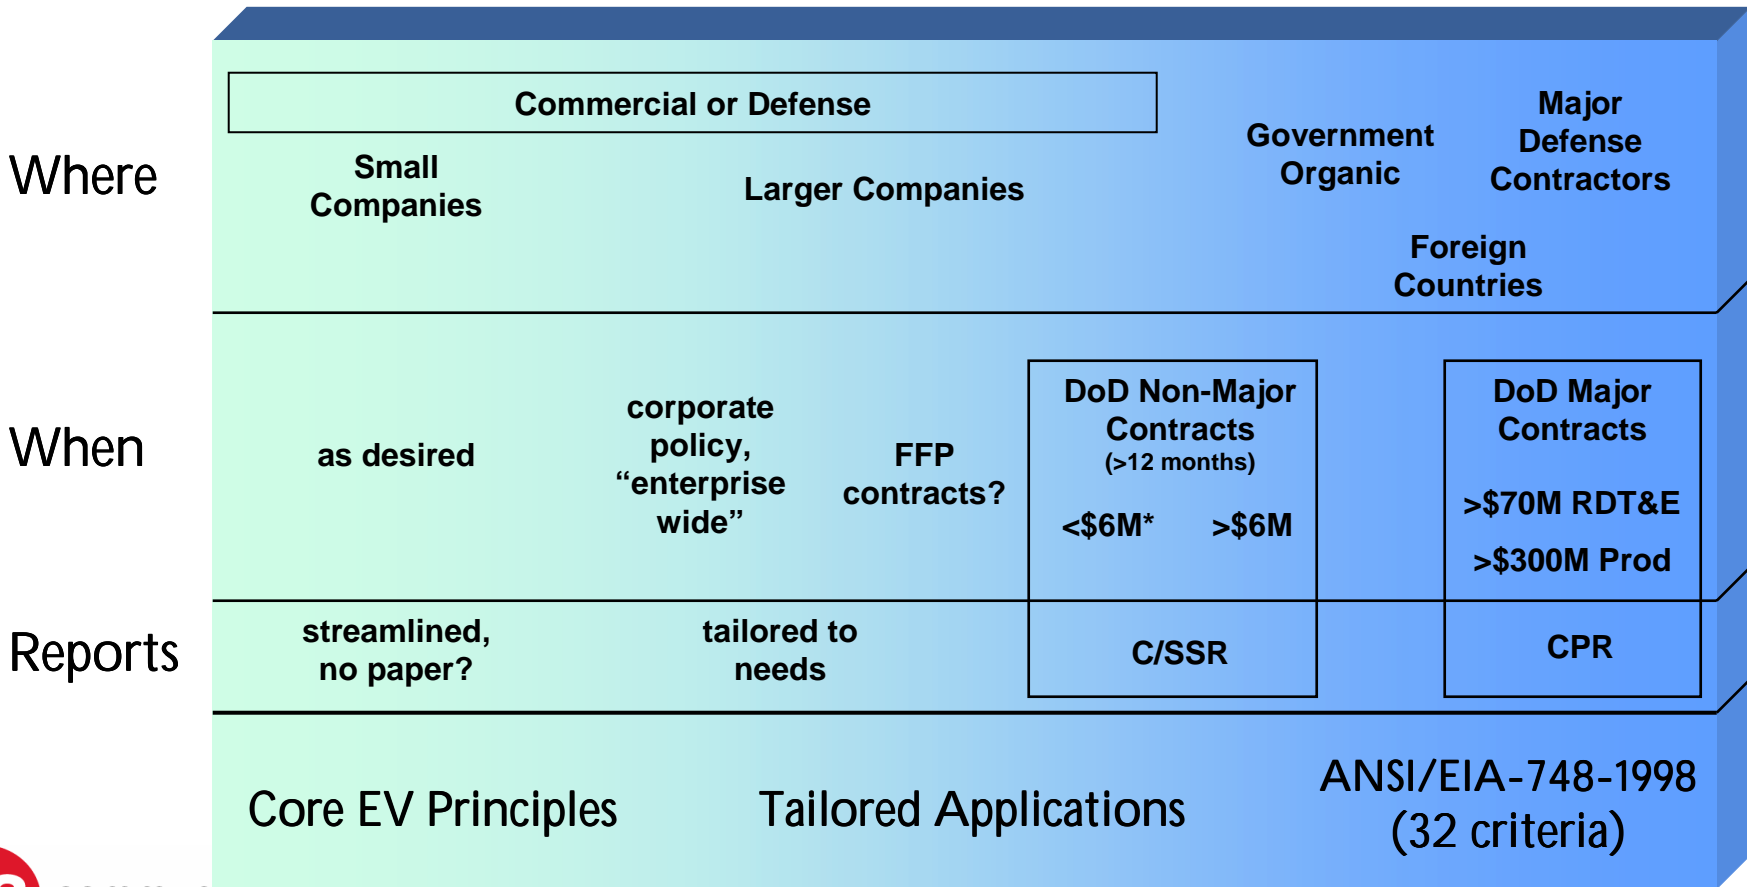 Where
Commercial or Defense
Small
Companies
Larger Companies
Government
Organic
Major
Defense
Contractors
Foreign
Countries
When
as desired
corporate
policy,
“enterprise
wide”
FFP
contracts?
DoD Non-Major
Contracts
(>12 months)
<$6M* >$6M
DoD Major
Contracts
>$70M RDT&E
>$300M Prod
Reports
streamlined,
no paper?
tailored to
needs
C/SSR
CPR
Core EV Principles
Tailored Applications
ANSI/EIA-748-1998
(32 criteria)